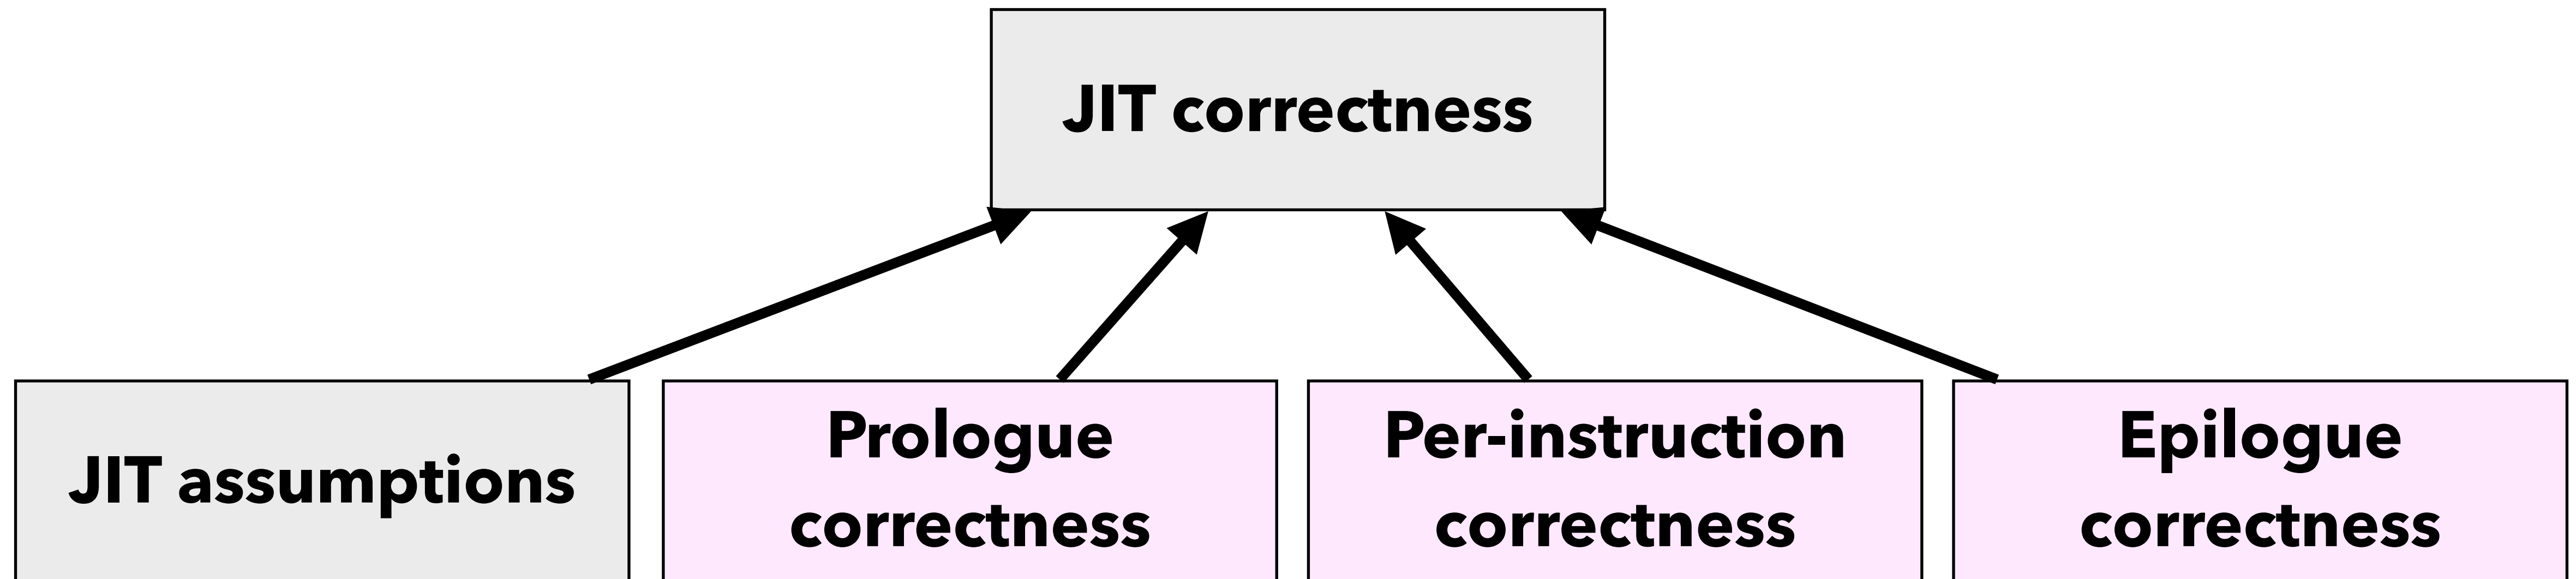 JIT correctness
JIT assumptions
Prologue
correctness
Per-instruction
correctness
Epilogue
correctness